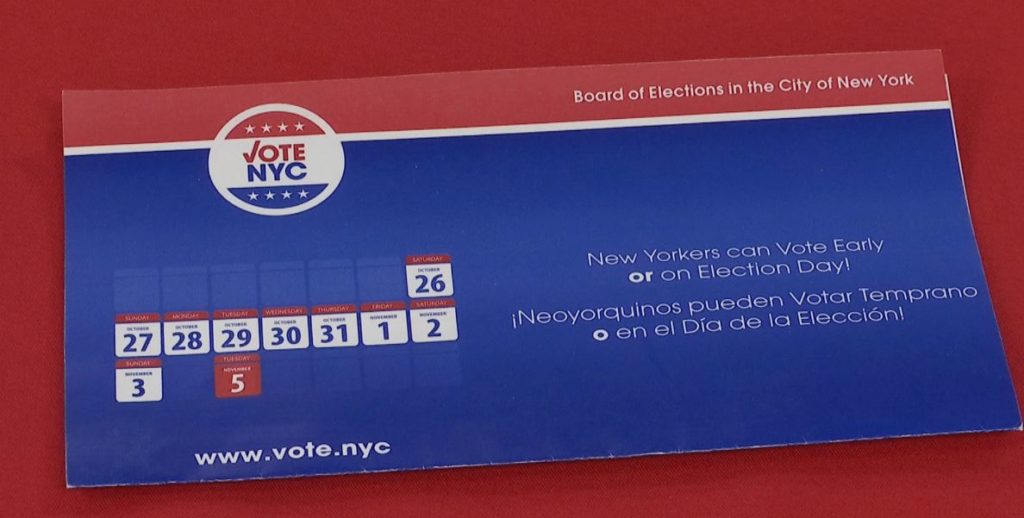 Board of Elections in the City of New York
VOTE
NYC
New Yorkers can Vote Early
or on Election Day!
¡Neoyorquinos pueden Votar Temprano
o en el Día de la Elección!
SATURDAY
OCTOBER
26
SUNDAY MONDAY TUESDAY WEDNESDAY THURSDAY FRIDAY SATURDAY
OCTOBER OCTOBER OCTOBER OCTOBER OCTOBER NOVEMBER NOVEMBER
27 28 29 30 31 1 2
SUNDAY TUESDAY
NOVEMBER NOVEMBER
3 5
www.vote.nyc